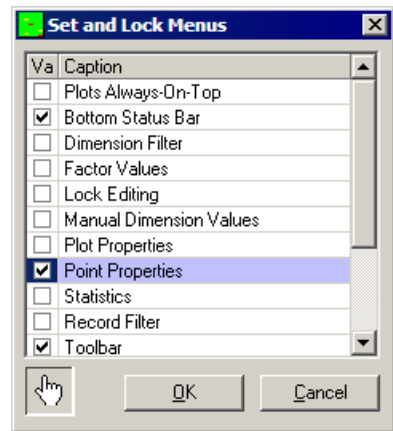 Set and Lock Menus
Va Caption
Plots Always-On-Top
Bottom Status Bar
Dimension Filter
Factor Values
Lock Editing
Manual Dimension Values
Plot Properties
Point Properties
Statistics
Record Filter
Toolbar
OK Cancel